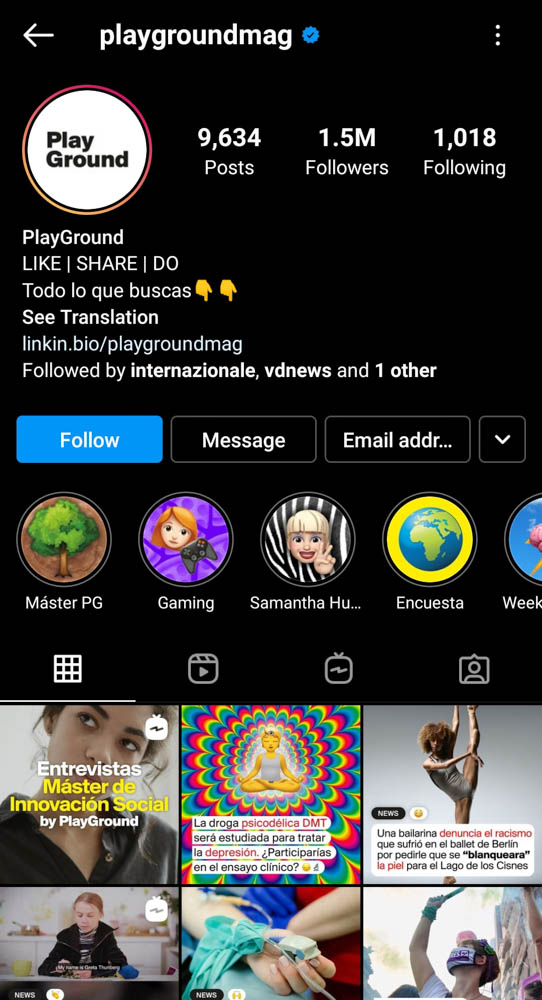 playgroundmag
Play
Ground
9,634
Posts
1.5M
Followers
1,018
Following
PlayGround
LIKE | SHARE | DO
Todo lo que buscas👇👇
See Translation
linkin.bio/playgroundmag
Followed by internazionale, vdnews and 1 other
Follow
Message
Email addr...
Máster PG
Gaming
Samantha Hu...
Encuesta
Week
Entrevistas
Máster de
Innovación Social
by PlayGround
La droga psicodélica DMT
será estudiada para tratar
la depresión. ¿Participarías
en el ensayo clínico?
NEWS
Una bailarina denuncia el racismo
que sufrió en el ballet de Berlín
por pedirle que se “blanqueara”
la piel para el Lago de los Cisnes
My name is Greta Thunberg
NEWS
NEWS